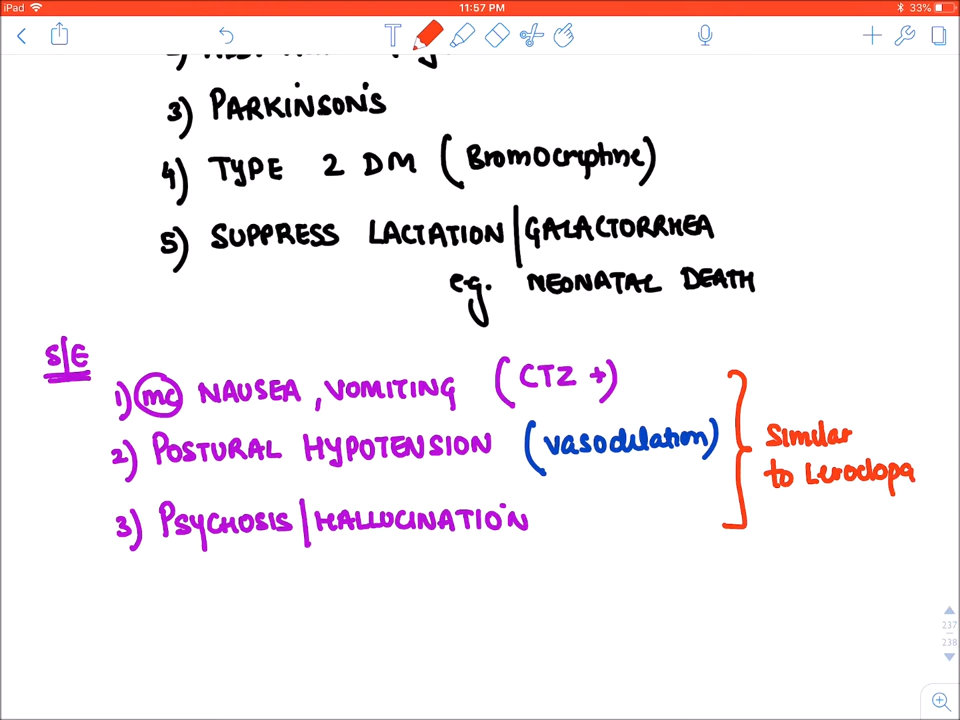 iPad 11:57 PM 33%
3) PARKINSON'S
4) TYPE 2 DM (Bromocryptine)
5) SUPPRESS LACTATION/GALACTORRHEA
e.g. NEONATAL DEATH
S/E
1) mc NAUSEA, VOMITING (CTZ +)
2) POSTURAL HYPOTENSION (vasodilation)
3) PSYCHOSIS/HALLUCINATION
Similar
to Levodopa
237
238